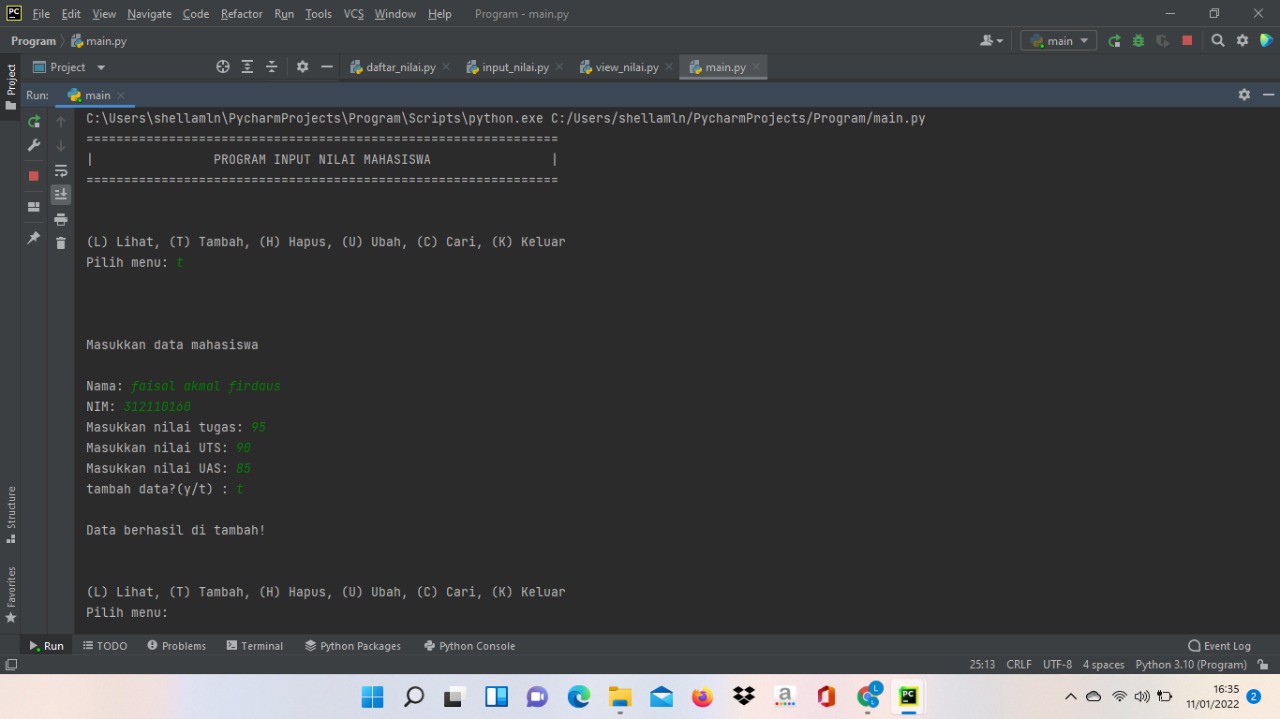 File Edit View Navigate Code Refactor Run Tools VCS Window Help Program - main.py
Program main.py main
Project daftar_nilai.py input_nilai.py view_nilai.py main.py
Project
Run: main
C:\Users\shellamln\PycharmProjects\Program\Scripts\python.exe C:/Users/shellamln/PycharmProjects/Program/main.py
===============================================================
| PROGRAM INPUT NILAI MAHASISWA |
===============================================================
(L) Lihat, (T) Tambah, (H) Hapus, (U) Ubah, (C) Cari, (K) Keluar
Pilih menu: t
Masukkan data mahasiswa
Nama: faisal akmal firdaus
NIM: 312110160
Masukkan nilai tugas: 95
Masukkan nilai UTS: 90
Masukkan nilai UAS: 85
tambah data?(y/t) : t
Data berhasil di tambah!
(L) Lihat, (T) Tambah, (H) Hapus, (U) Ubah, (C) Cari, (K) Keluar
Pilih menu:
Structure
Favorites
Run TODO Problems Terminal Python Packages Python Console Event Log
25:13 CRLF UTF-8 4 spaces Python 3.10 (Program)
16:35
11/01/2022 2